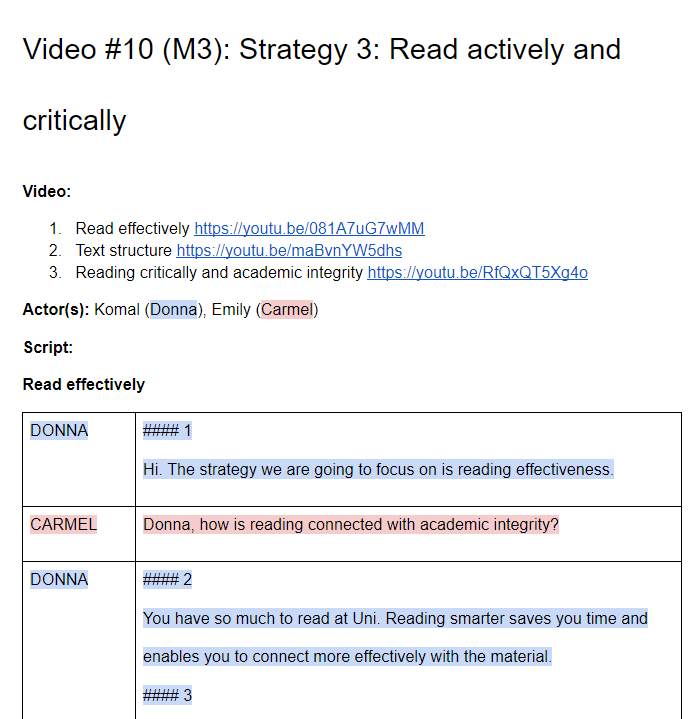 Video #10 (M3): Strategy 3: Read actively and
critically
Video:
1. Read effectively https://youtu.be/081A7uG7wMM
2. Text structure https://youtu.be/maBvnYW5dhs
3. Reading critically and academic integrity https://youtu.be/RfQxQT5Xg4o
Actor(s): Komal (Donna), Emily (Carmel)
Script:
Read effectively
DONNA
#### 1
Hi. The strategy we are going to focus on is reading effectiveness.
CARMEL
Donna, how is reading connected with academic integrity?
DONNA
#### 2
You have so much to read at Uni. Reading smarter saves you time and
enables you to connect more effectively with the material.
#### 3